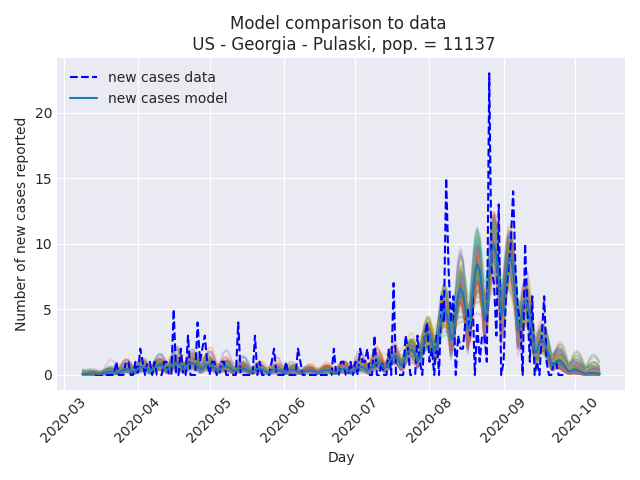 Model comparison to data
US - Georgia - Pulaski, pop. = 11137
new cases data
new cases model
Number of new cases reported
20
15
10
5
0
2020-03
2020-04
2020-05
2020-06
2020-07
2020-08
2020-09
2020-10
Day